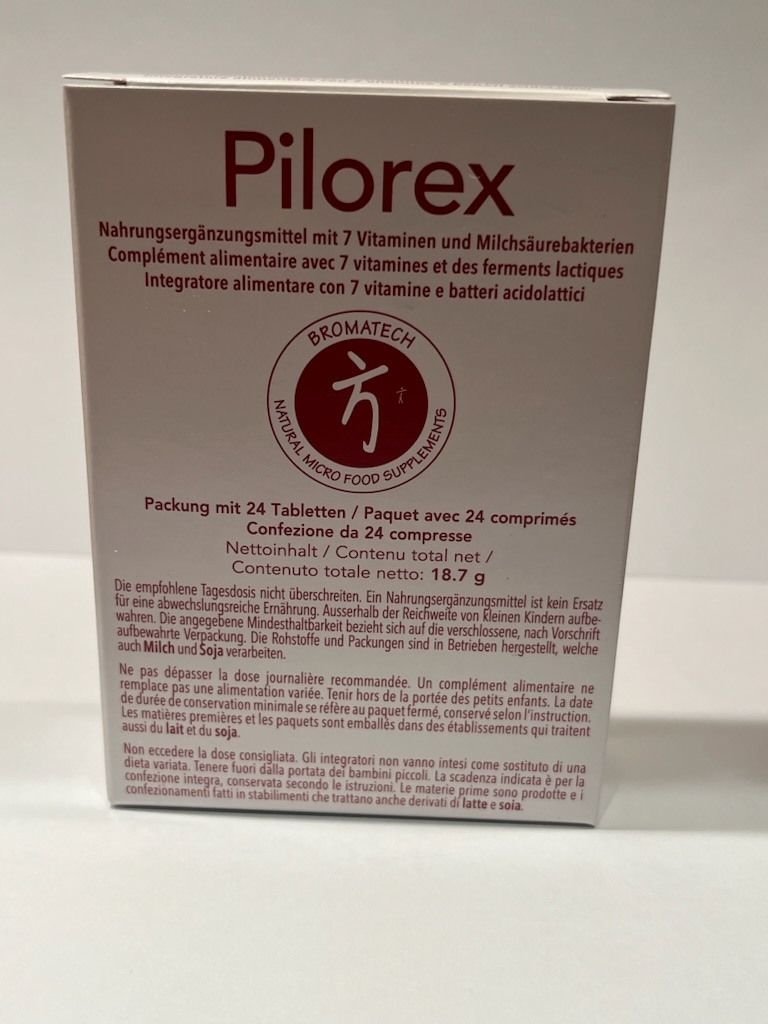 Pilorex
Nahrungsergänzungsmittel mit 7 Vitaminen und Milchsäurebakterien
Complément alimentaire avec 7 vitamines et des ferments lactiques
Integratore alimentare con 7 vitamine e batteri acidolattici
BROMATECH
方
NATURAL MICRO FOOD SUPPLEMENTS
Packung mit 24 Tabletten / Paquet avec 24 comprimés
Confezione da 24 compresse
Nettoinhalt / Contenu total net /
Contenuto totale netto: 18.7 g
Die empfohlene Tagesdosis nicht überschreiten. Ein Nahrungsergänzungsmittel ist kein Ersatz
für eine abwechslungsreiche Ernährung. Ausserhalb der Reichweite von kleinen Kindern aufbe-
wahren. Die angegebene Mindesthaltbarkeit bezieht sich auf die verschlossene, nach Vorschrift
aufbewahrte Verpackung. Die Rohstoffe und Packungen sind in Betrieben hergestellt, welche
auch Milch und Soja verarbeiten.
Ne pas dépasser la dose journalière recommandée. Un complément alimentaire ne
remplace pas une alimentation variée. Tenir hors de la portée des petits enfants. La date
de durée de conservation minimale se réfère au paquet fermé, conservé selon l'instruction.
Les matières premières et les paquets sont emballés dans des établissements qui traitent
aussi du lait et du soja.
Non eccedere la dose consigliata. Gli integratori non vanno intesi come sostituto di una
dieta variata. Tenere fuori dalla portata dei bambini piccoli. La scadenza indicata è per la
confezione integra, conservata secondo le istruzioni. Le materie prime sono prodotte e i
confezionamenti fatti in stabilimenti che trattano anche derivati di latte e soia.